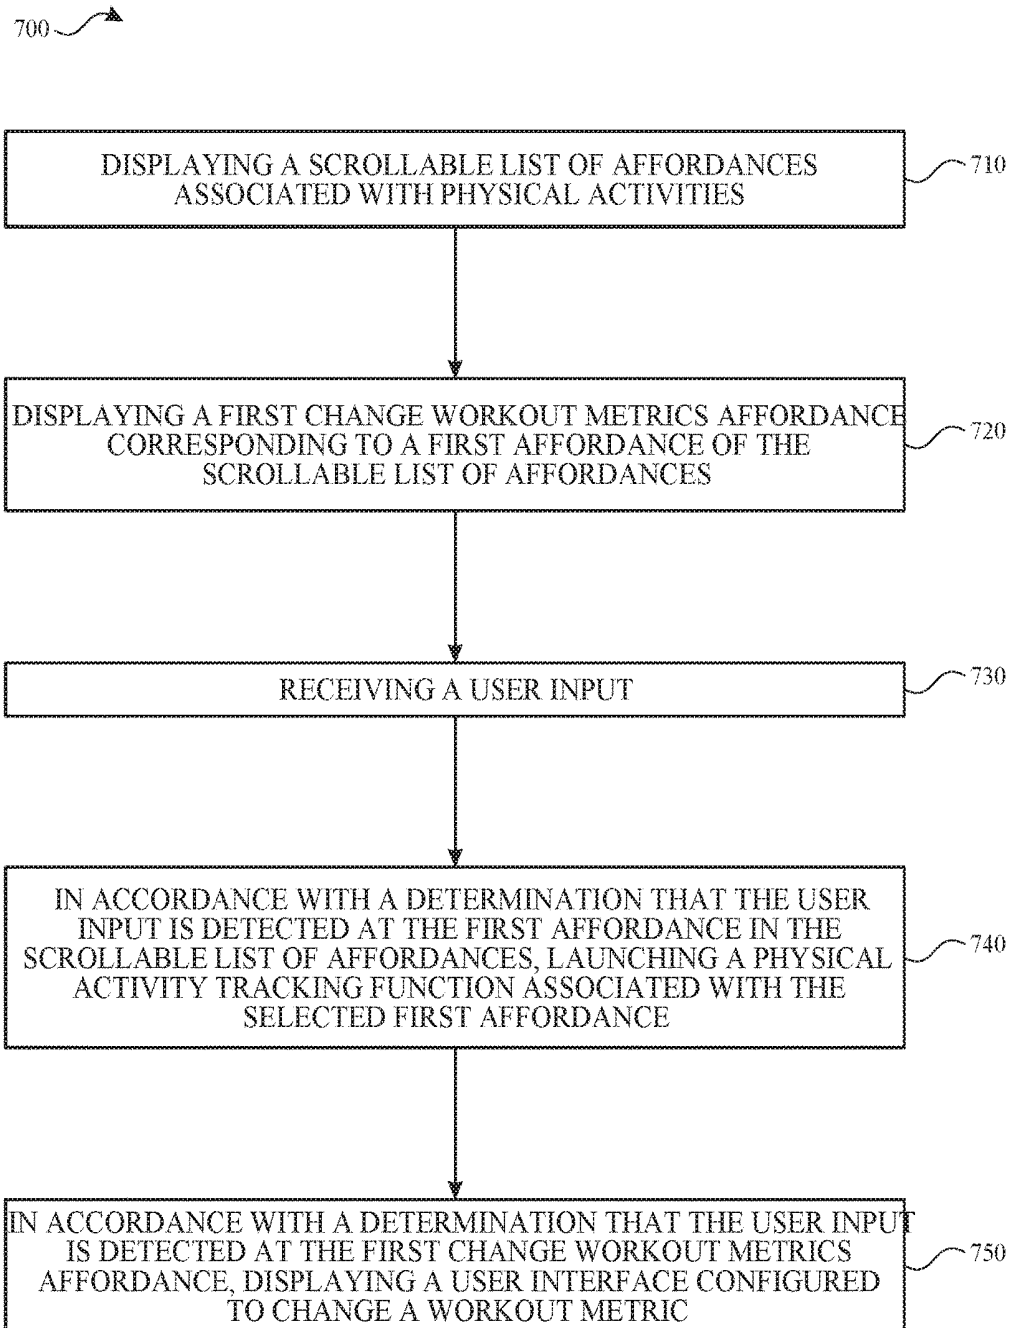 700
DISPLAYING A SCROLLABLE LIST OF AFFORDANCES
ASSOCIATED WITH PHYSICAL ACTIVITIES
710
DISPLAYING A FIRST CHANGE WORKOUT METRICS AFFORDANCE
CORRESPONDING TO A FIRST AFFORDANCE OF THE
SCROLLABLE LIST OF AFFORDANCES
720
RECEIVING A USER INPUT
730
IN ACCORDANCE WITH A DETERMINATION THAT THE USER
INPUT IS DETECTED AT THE FIRST AFFORDANCE IN THE
SCROLLABLE LIST OF AFFORDANCES, LAUNCHING A PHYSICAL
ACTIVITY TRACKING FUNCTION ASSOCIATED WITH THE
SELECTED FIRST AFFORDANCE
740
IN ACCORDANCE WITH A DETERMINATION THAT THE USER INPUT
IS DETECTED AT THE FIRST CHANGE WORKOUT METRICS
AFFORDANCE, DISPLAYING A USER INTERFACE CONFIGURED
TO CHANGE A WORKOUT METRIC
750